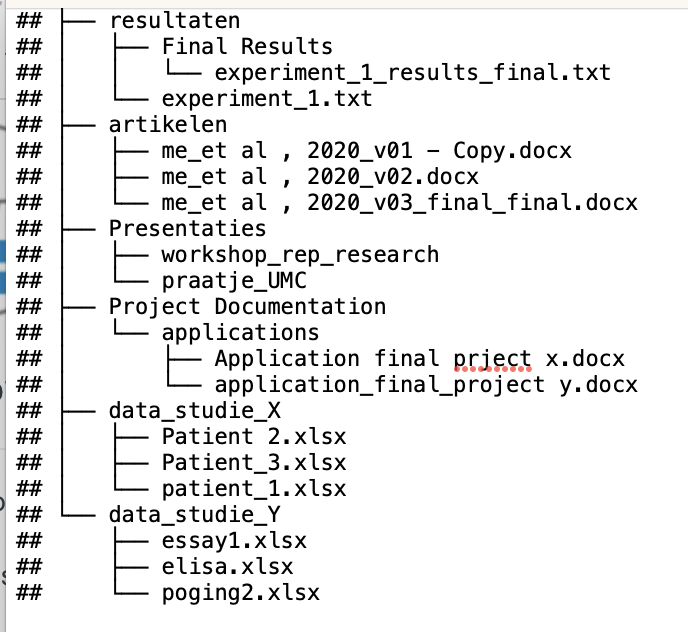 ## ├── resultaten
## │   ├── Final Results
## │   │   └── experiment_1_results_final.txt
## │   └── experiment_1.txt
## ├── artikelen
## │   ├── me_et al , 2020_v01 – Copy.docx
## │   ├── me_et al , 2020_v02.docx
## │   └── me_et al , 2020_v03_final_final.docx
## ├── Presentaties
## │   ├── workshop_rep_research
## │   └── praatje_UMC
## ├── Project Documentation
## │   └── applications
## │       ├── Application final prject x.docx
## │       └── application_final_project y.docx
## ├── data_studie_X
## │   ├── Patient 2.xlsx
## │   ├── Patient_3.xlsx
## │   └── patient_1.xlsx
## └── data_studie_Y
##     ├── essay1.xlsx
##     ├── elisa.xlsx
##     └── poging2.xlsx